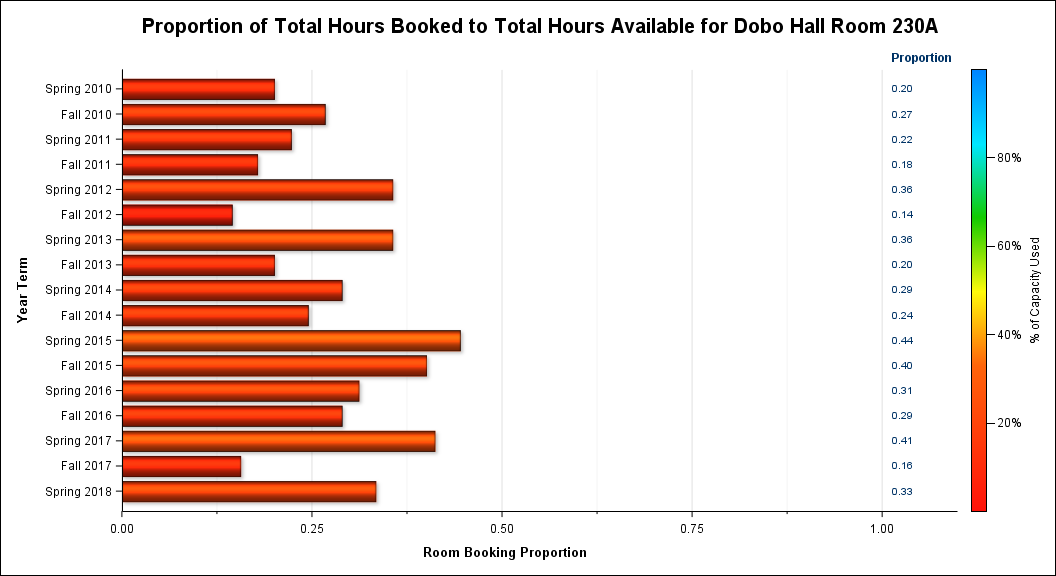 Proportion of Total Hours Booked to Total Hours Available for Dobo Hall Room 230A
Proportion
Spring 2010 0.20
Fall 2010 0.27
Spring 2011 0.22
Fall 2011 0.18
Spring 2012 0.36
Fall 2012 0.14
Spring 2013 0.36
Fall 2013 0.20
Spring 2014 0.29
Fall 2014 0.24
Spring 2015 0.44
Fall 2015 0.40
Spring 2016 0.31
Fall 2016 0.29
Spring 2017 0.41
Fall 2017 0.16
Spring 2018 0.33
Year Term
0.00 0.25 0.50 0.75 1.00
Room Booking Proportion
80%
60%
40%
20%
% of Capacity Used